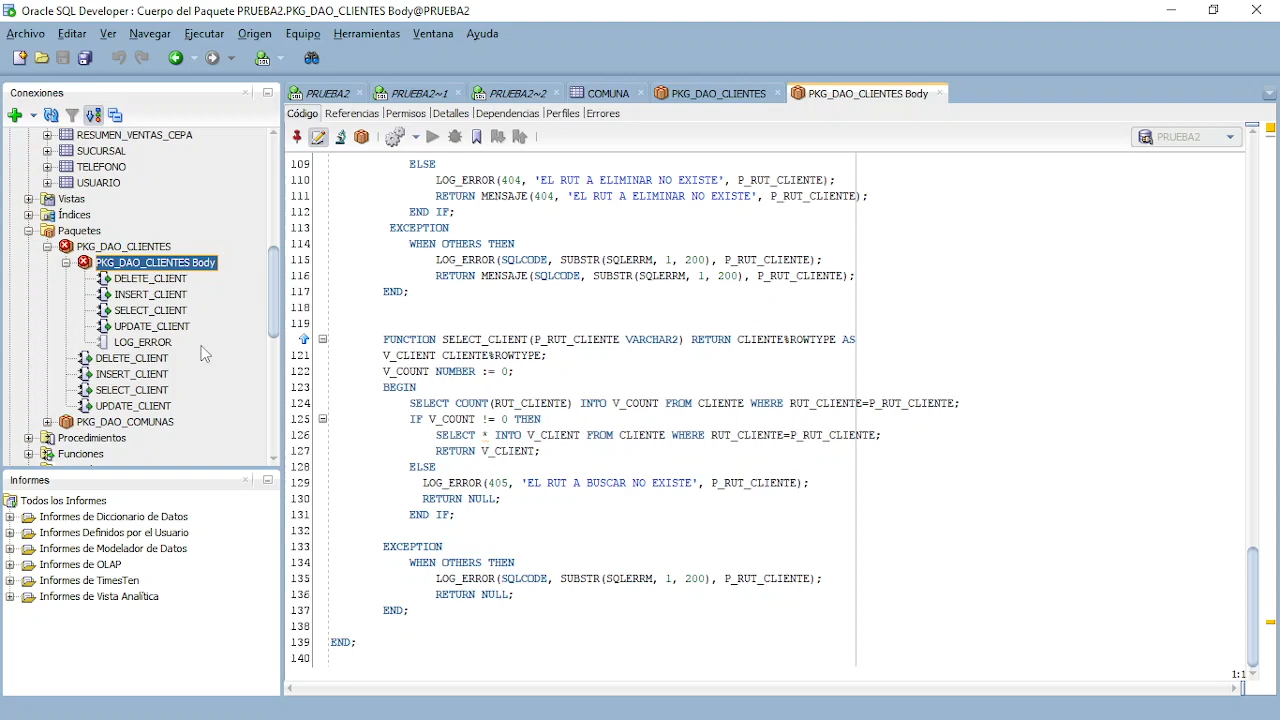 Oracle SQL Developer : Cuerpo del Paquete PRUEBA2.PKG_DAO_CLIENTES Body@PRUEBA2
Archivo Editar Ver Navegar Ejecutar Origen Equipo Herramientas Ventana Ayuda
Conexiones
RESUMEN_VENTAS_CEPA
SUCURSAL
TELEFONO
USUARIO
Vistas
Índices
Paquetes
PKG_DAO_CLIENTES
PKG_DAO_CLIENTES Body
DELETE_CLIENT
INSERT_CLIENT
SELECT_CLIENT
UPDATE_CLIENT
LOG_ERROR
DELETE_CLIENT
INSERT_CLIENT
SELECT_CLIENT
UPDATE_CLIENT
PKG_DAO_COMUNAS
Procedimientos
Funciones
Informes
Todos los Informes
Informes de Diccionario de Datos
Informes Definidos por el Usuario
Informes de Modelador de Datos
Informes de OLAP
Informes de TimesTen
Informes de Vista Analítica
PRUEBA2 PRUEBA2~1 PRUEBA2~2 COMUNA PKG_DAO_CLIENTES PKG_DAO_CLIENTES Body
Código Referencias Permisos Detalles Dependencias Perfiles Errores
PRUEBA2
109 ELSE
110 LOG_ERROR(404, 'EL RUT A ELIMINAR NO EXISTE', P_RUT_CLIENTE);
111 RETURN MENSAJE(404, 'EL RUT A ELIMINAR NO EXISTE', P_RUT_CLIENTE);
112 END IF;
113 EXCEPTION
114 WHEN OTHERS THEN
115 LOG_ERROR(SQLCODE, SUBSTR(SQLERRM, 1, 200), P_RUT_CLIENTE);
116 RETURN MENSAJE(SQLCODE, SUBSTR(SQLERRM, 1, 200), P_RUT_CLIENTE);
117 END;
118
119
FUNCTION SELECT_CLIENT(P_RUT_CLIENTE VARCHAR2) RETURN CLIENTE%ROWTYPE AS
121 V_CLIENT CLIENTE%ROWTYPE;
122 V_COUNT NUMBER := 0;
123 BEGIN
124 SELECT COUNT(RUT_CLIENTE) INTO V_COUNT FROM CLIENTE WHERE RUT_CLIENTE=P_RUT_CLIENTE;
125 IF V_COUNT != 0 THEN
126 SELECT * INTO V_CLIENT FROM CLIENTE WHERE RUT_CLIENTE=P_RUT_CLIENTE;
127 RETURN V_CLIENT;
128 ELSE
129 LOG_ERROR(405, 'EL RUT A BUSCAR NO EXISTE', P_RUT_CLIENTE);
130 RETURN NULL;
131 END IF;
132
133 EXCEPTION
134 WHEN OTHERS THEN
135 LOG_ERROR(SQLCODE, SUBSTR(SQLERRM, 1, 200), P_RUT_CLIENTE);
136 RETURN NULL;
137 END;
138
139 END;
140
1:1